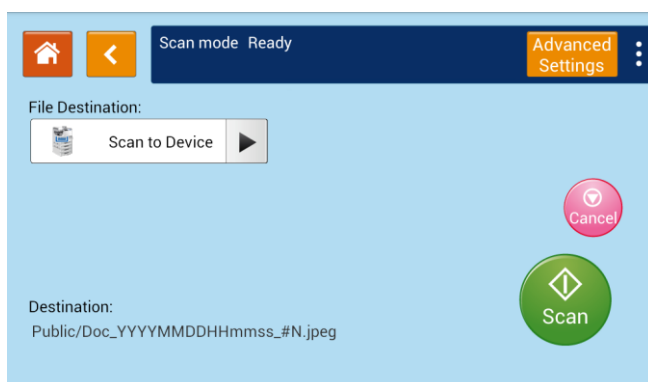 Scan mode Ready
Advanced
Settings
File Destination:
Scan to Device
Cancel
Scan
Destination:
Public/Doc_YYYYMMDDHHmmss_#N.jpeg